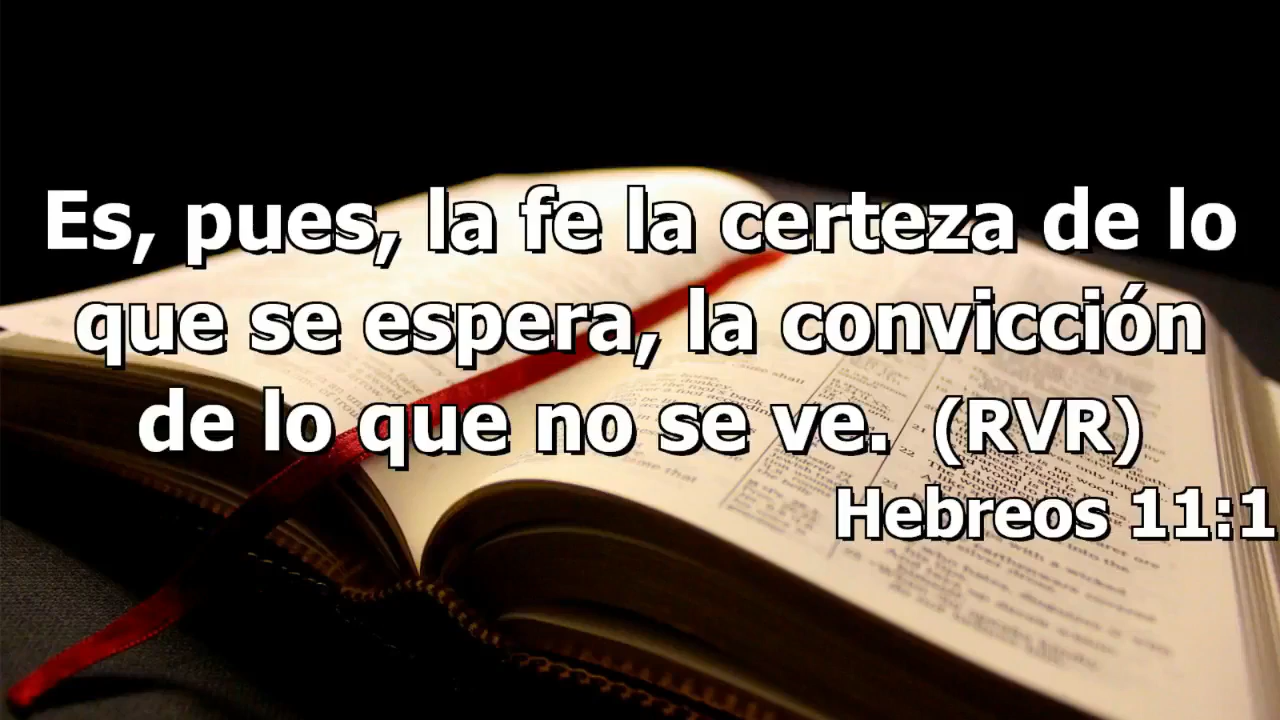 Es, pues, la fe la certeza de lo
que se espera, la convicción
de lo que no se ve. (RVR)
Hebreos 11:1